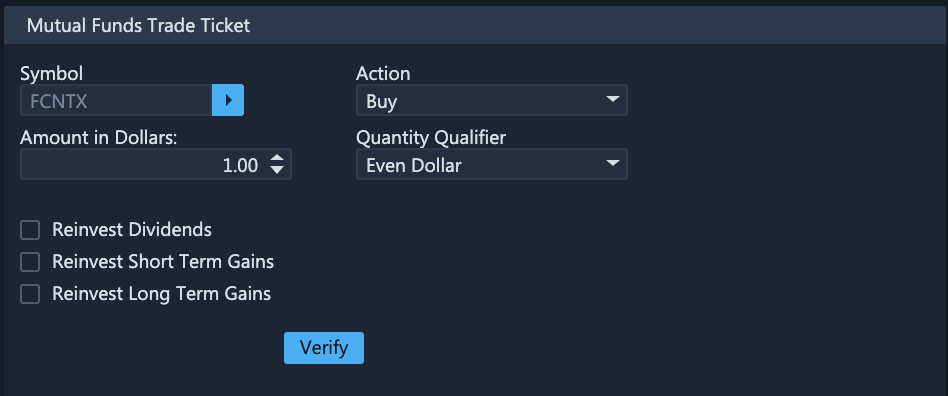 Mutual Funds Trade Ticket
Symbol Action
FCNTX Buy
Amount in Dollars: Quantity Qualifier
1.00 Even Dollar
Reinvest Dividends
Reinvest Short Term Gains
Reinvest Long Term Gains
Verify